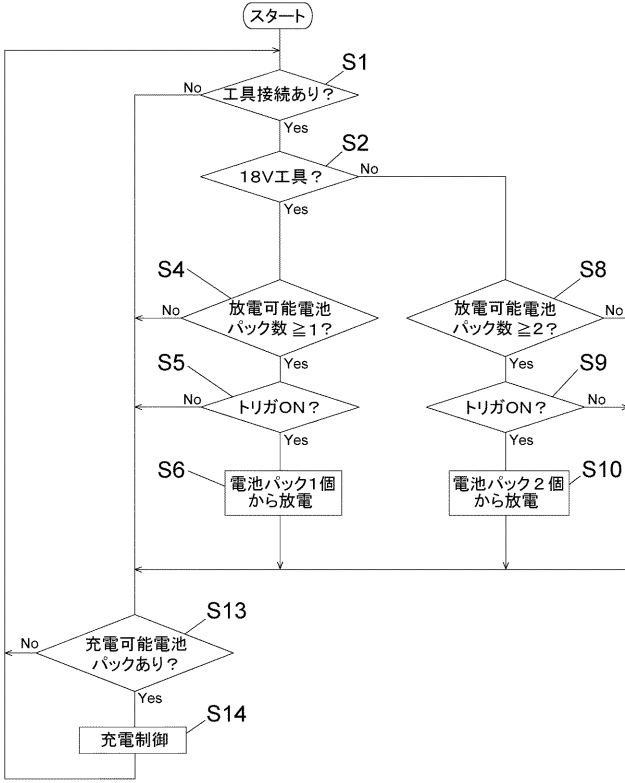 スタート
S1
工具接続あり？
No
Yes
S2
18V工具？
No
Yes
S4
放電可能電池
パック数≧1？
No
Yes
S8
放電可能電池
パック数≧2？
No
Yes
S5
トリガON？
No
Yes
S9
トリガON？
No
Yes
S6
電池パック1個
から放電
S10
電池パック２個
から放電
S13
充電可能電池
パックあり？
No
Yes
S14
充電制御